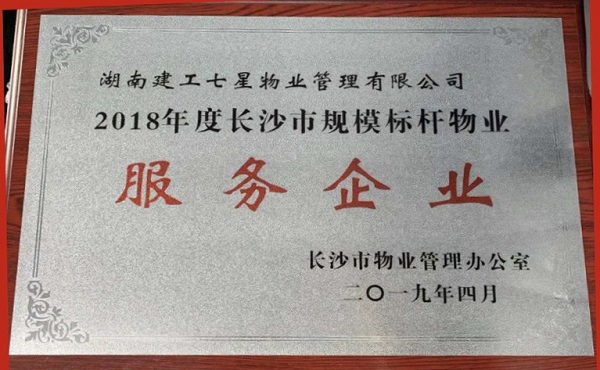 湖南建工七星物业管理有限公司
2018年度长沙市规模标杆物业
服务企业
长沙市物业管理办公室
二〇一九年四月